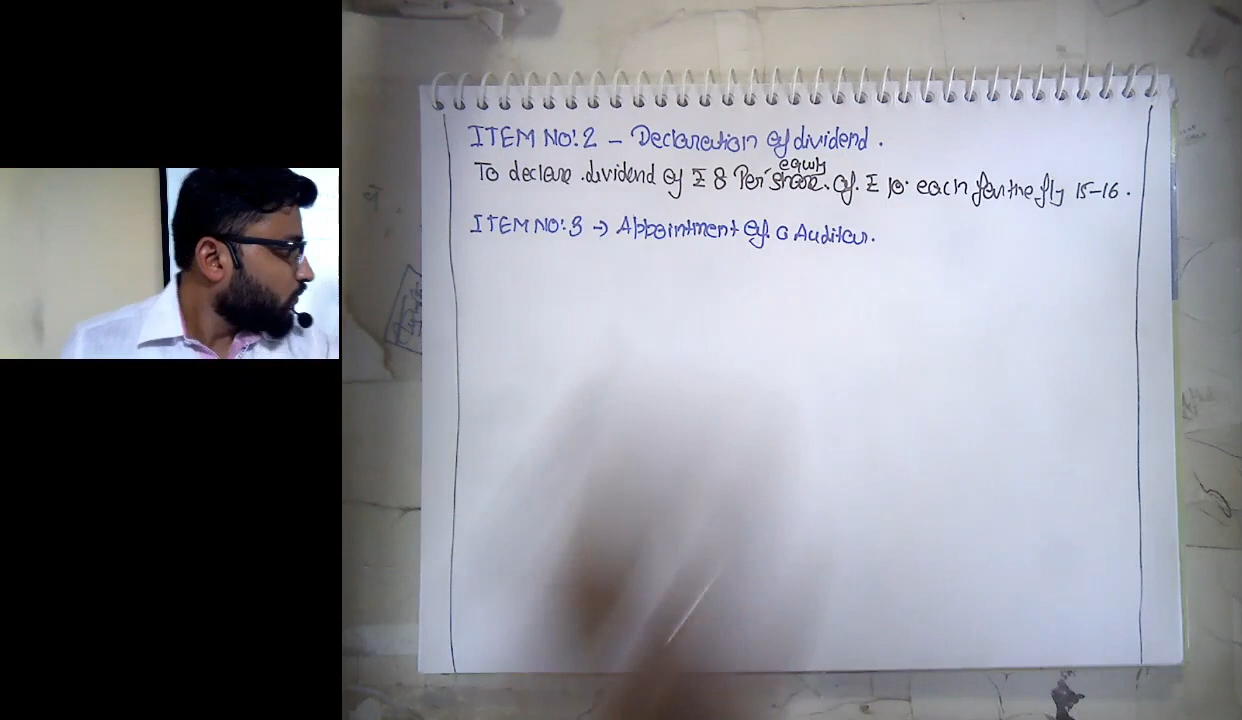 ITEM NO:2 - Declaration of dividend.
To declare dividend of ₹ 8 Per equity share of ₹ 10 each for the f/y 15-16.
ITEM NO:3 → Appointment of a Auditor.